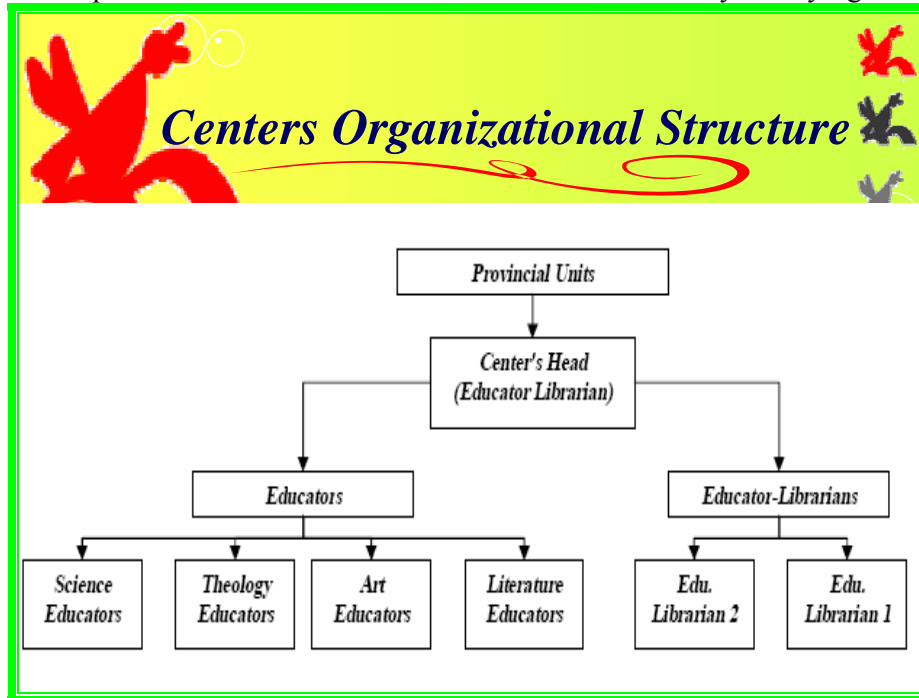 Centers Organizational Structure
Provincial Units
Center's Head
(Educator Librarian)
Educators
Educator-Librarians
Science
Educators
Theology
Educators
Art
Educators
Literature
Educators
Edu.
Librarian 2
Edu.
Librarian 1